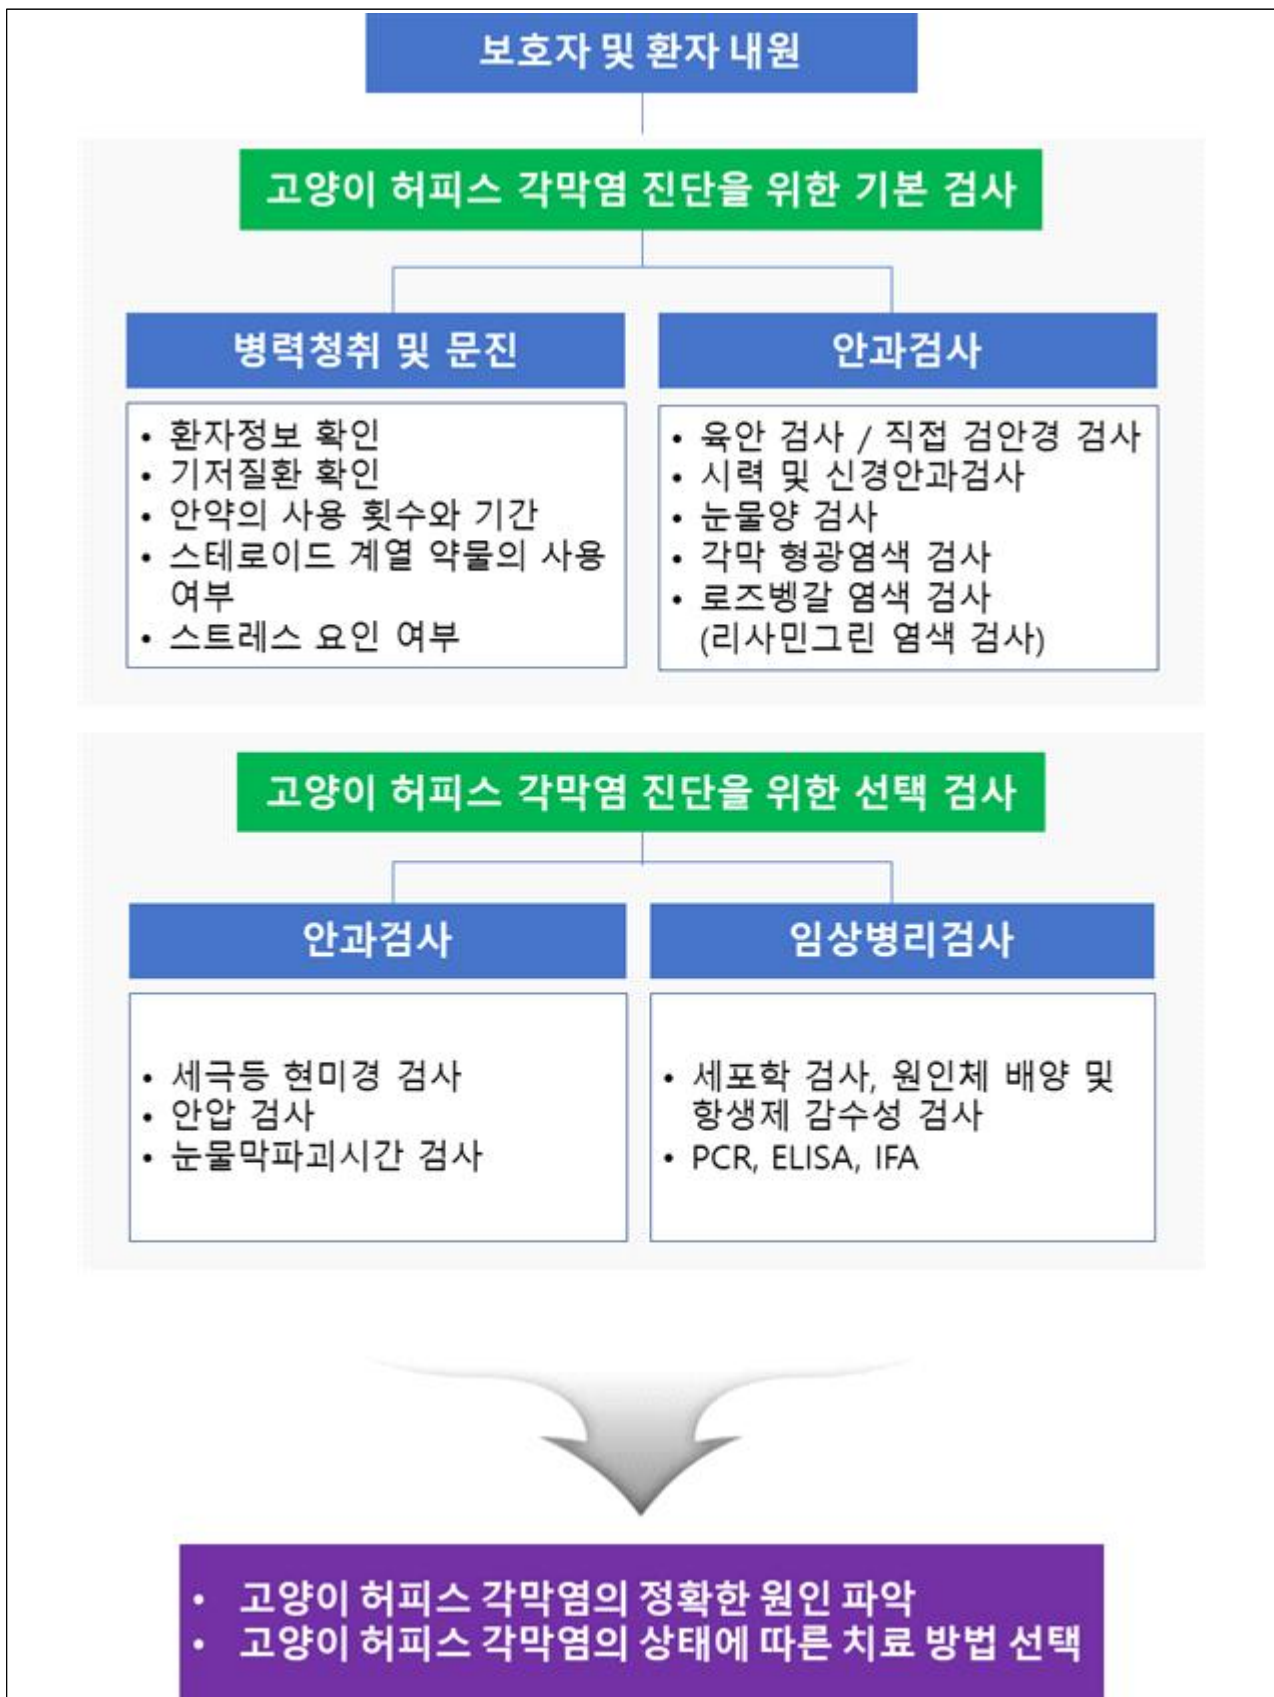 보호자 및 환자 내원
고양이 허피스 각막염 진단을 위한 기본 검사
병력청취 및 문진
• 환자정보 확인
• 기저질환 확인
• 안약의 사용 횟수와 기간
• 스테로이드 계열 약물의 사용
여부
• 스트레스 요인 여부
안과검사
• 육안 검사 / 직접 검안경 검사
• 시력 및 신경안과검사
• 눈물양 검사
• 각막 형광염색 검사
• 로즈벵갈 염색 검사
(리사민그린 염색 검사)
고양이 허피스 각막염 진단을 위한 선택 검사
안과검사
• 세극등 현미경 검사
• 안압 검사
• 눈물막파괴시간 검사
임상병리검사
• 세포학 검사, 원인체 배양 및
항생제 감수성 검사
• PCR, ELISA, IFA
• 고양이 허피스 각막염의 정확한 원인 파악
• 고양이 허피스 각막염의 상태에 따른 치료 방법 선택